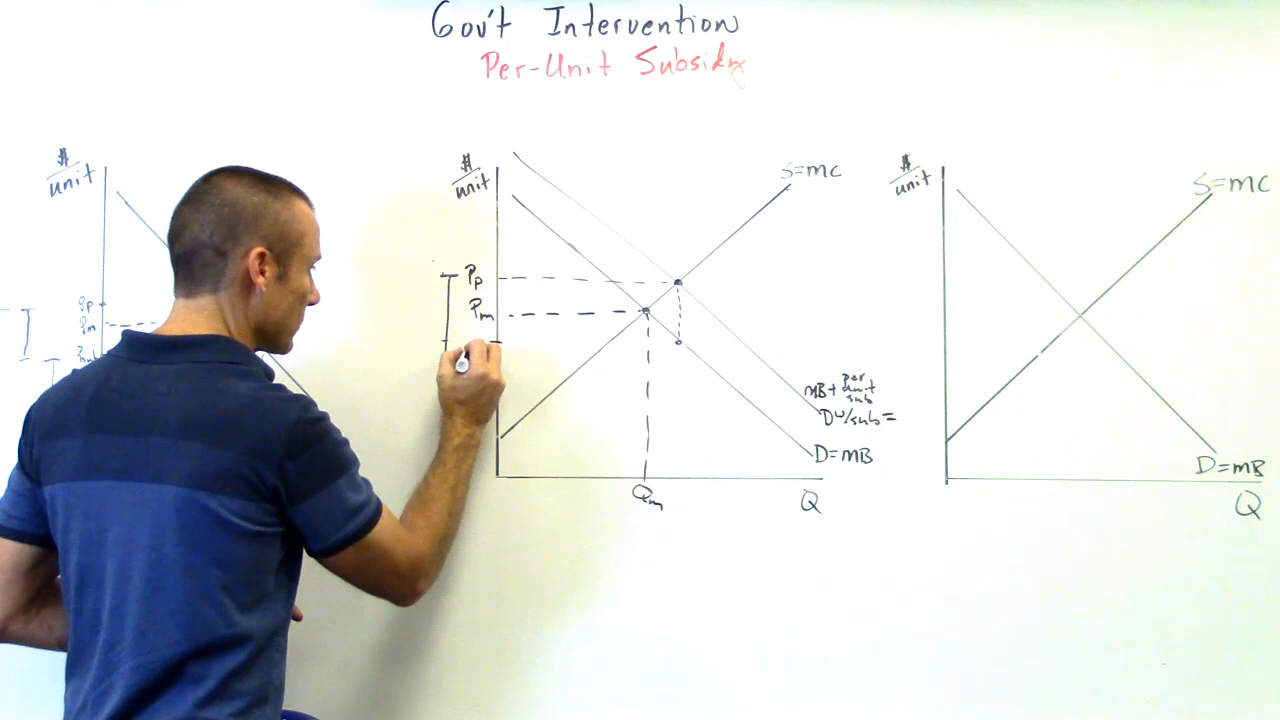 Gov't Intervention
Per-Unit Subsidy
$/unit
Pm
$/unit
S=MC
Pp
Pm
MB + per unit sub
D w/sub =
D=MB
Qm
Q
$/unit
S=MC
D=MB
Q